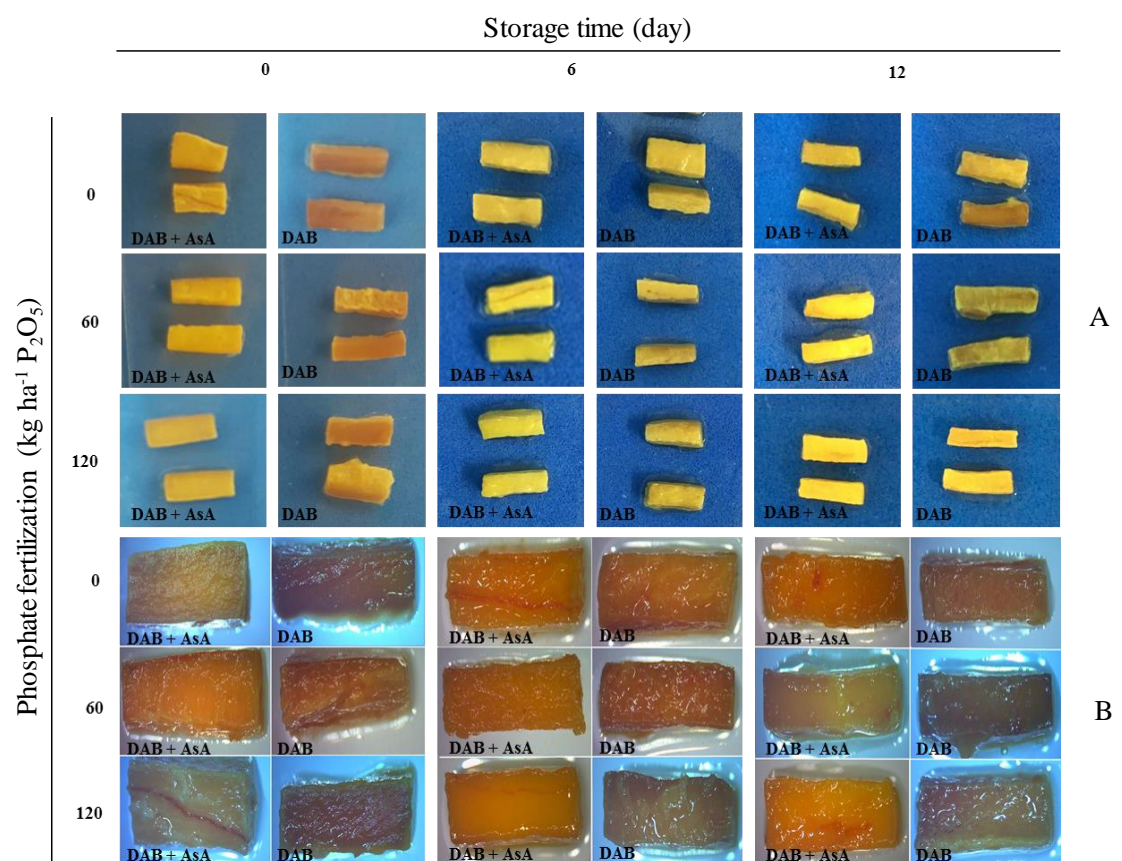 Storage time (day)
0 6 12
Phosphate fertilization (kg ha-1 P2O5)
0
DAB + AsA DAB DAB + AsA DAB DAB + AsA DAB
60
DAB + AsA DAB DAB + AsA DAB DAB + AsA DAB
A
120
DAB + AsA DAB DAB + AsA DAB DAB + AsA DAB
0
DAB + AsA DAB DAB + AsA DAB DAB + AsA DAB
60
DAB + AsA DAB DAB + AsA DAB DAB + AsA DAB
B
120
DAB + AsA DAB DAB + AsA DAB DAB + AsA DAB